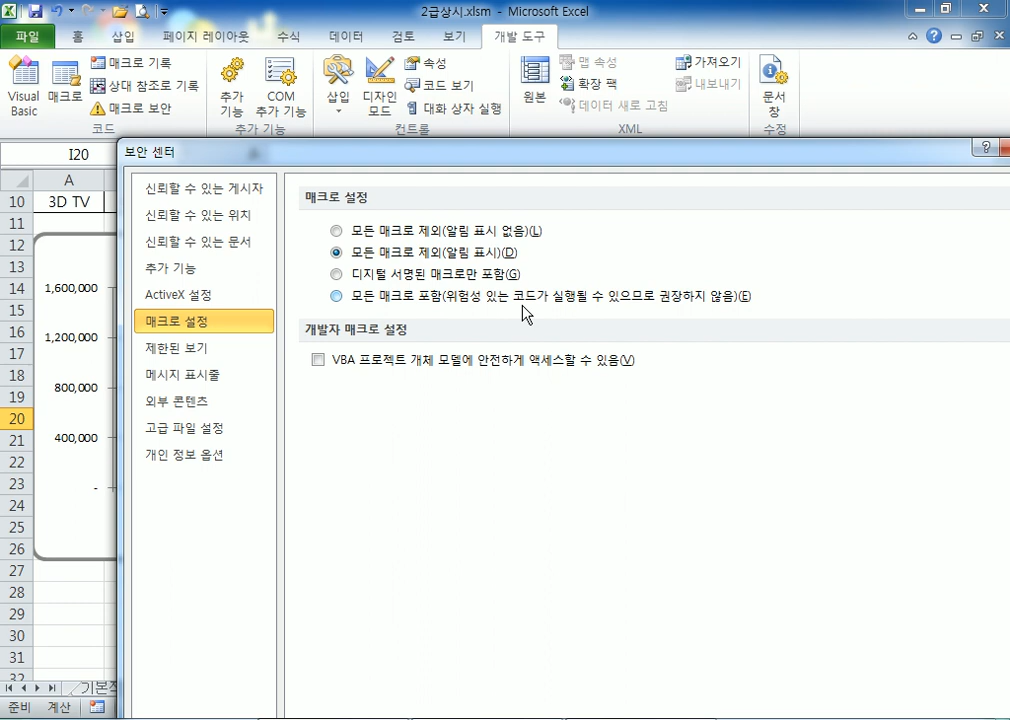 2급상시.xlsm - Microsoft Excel
파일 홈 삽입 페이지 레이아웃 수식 데이터 검토 보기 개발 도구
Visual Basic
매크로
매크로 기록
상대 참조로 기록
매크로 보안
코드
추가 기능
COM 추가 기능
추가 기능
삽입
디자인 모드
속성
코드 보기
대화 상자 실행
컨트롤
원본
맵 속성
확장 팩
데이터 새로 고침
가져오기
내보내기
XML
문서 창
수정
I20
보안 센터
A
10 3D TV
11
12
13
14 1,600,000
15
16 1,200,000
17
18 800,000
19
20
21 400,000
22
23 -
24
25
26
27
28
29
30
31
32
신뢰할 수 있는 게시자
신뢰할 수 있는 위치
신뢰할 수 있는 문서
추가 기능
ActiveX 설정
매크로 설정
제한된 보기
메시지 표시줄
외부 콘텐츠
고급 파일 설정
개인 정보 옵션
매크로 설정
모든 매크로 제외(알림 표시 없음)(L)
모든 매크로 제외(알림 표시)(D)
디지털 서명된 매크로만 포함(G)
모든 매크로 포함(위험성 있는 코드가 실행될 수 있으므로 권장하지 않음)(E)
개발자 매크로 설정
VBA 프로젝트 개체 모델에 안전하게 액세스할 수 있음(V)
준비 계산